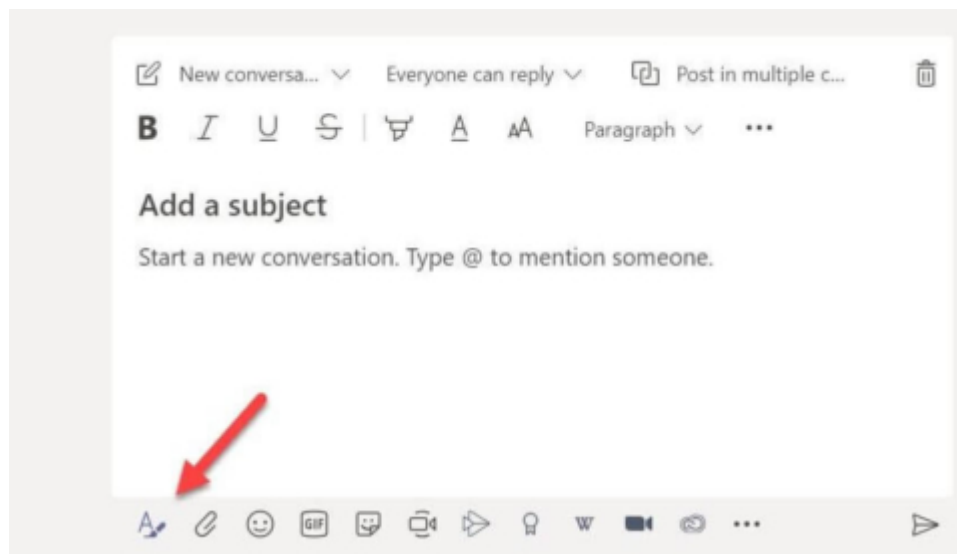 New conversa... Everyone can reply Post in multiple c...
B I U S A AA Paragraph ...
Add a subject
Start a new conversation. Type @ to mention someone.
A GIF W ...